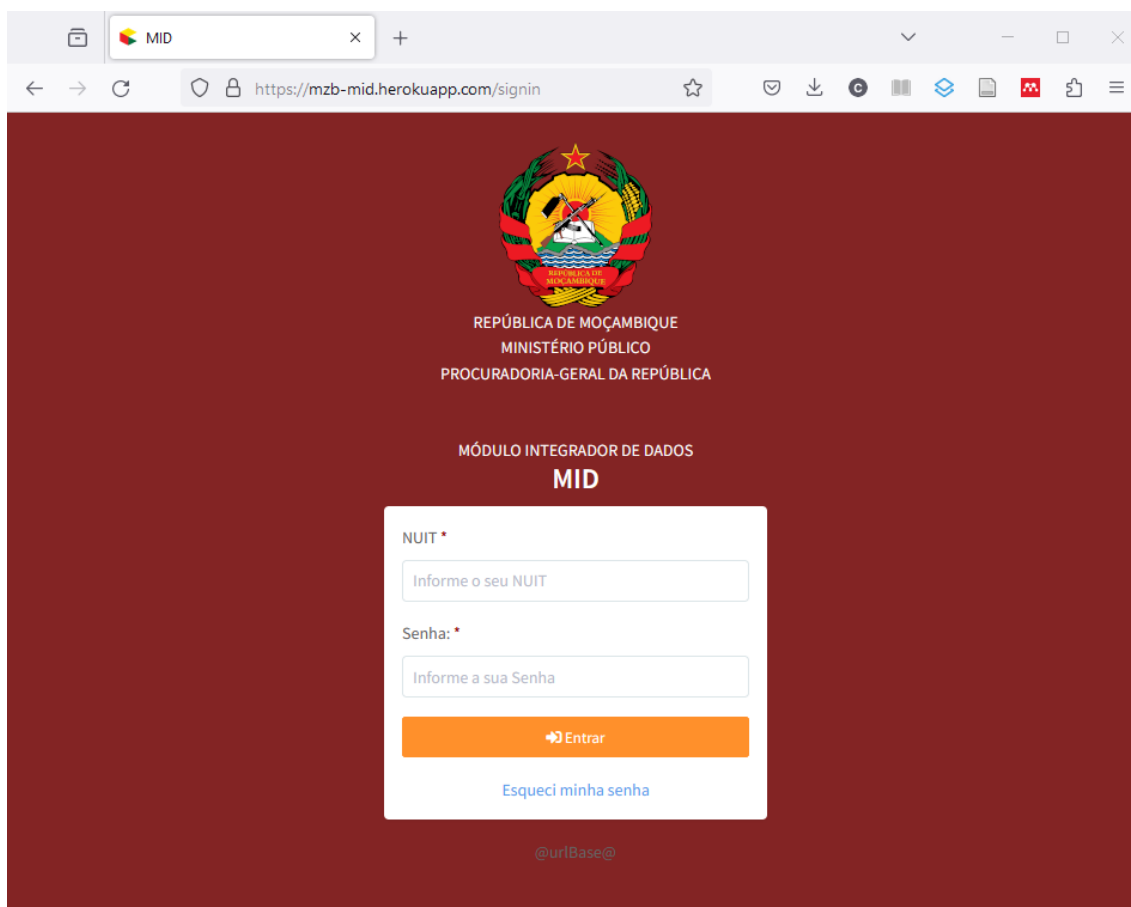 MID
https://mzb-mid.herokuapp.com/signin
REPÚBLICA DE
MOÇAMBIQUE
REPÚBLICA DE MOÇAMBIQUE
MINISTÉRIO PÚBLICO
PROCURADORIA-GERAL DA REPÚBLICA
MÓDULO INTEGRADOR DE DADOS
MID
NUIT *
Informe o seu NUIT
Senha: *
Informe a sua Senha
Entrar
Esqueci minha senha
@urlBase@